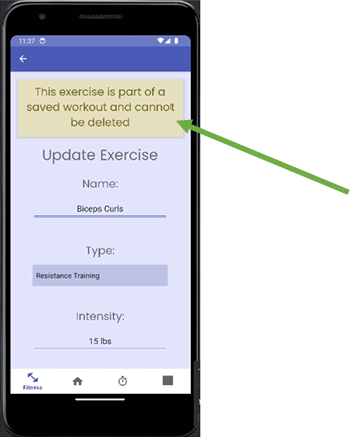 11:37
This exercise is part of a
saved workout and cannot
be deleted
Update Exercise
Name:
Biceps Curls
Type:
Resistance Training
Intensity:
15 lbs
Fitness